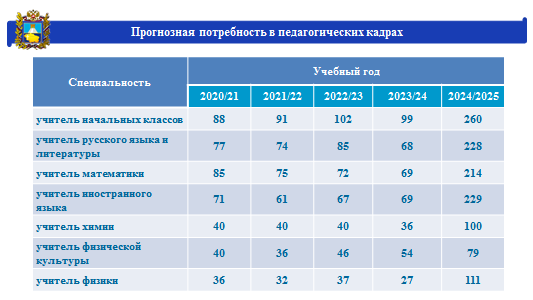 Прогнозная потребность в педагогических кадрах
Специальность
Учебный год
2020/21 2021/22 2022/23 2023/24 2024/2025
учитель начальных классов 88 91 102 99 260
учитель русского языка и
литературы 77 74 85 68 228
учитель математики 85 75 72 69 214
учитель иностранного
языка 71 61 67 69 229
учитель химии 40 40 40 36 100
учитель физической
культуры 40 36 46 54 79
учитель физики 36 32 37 27 111